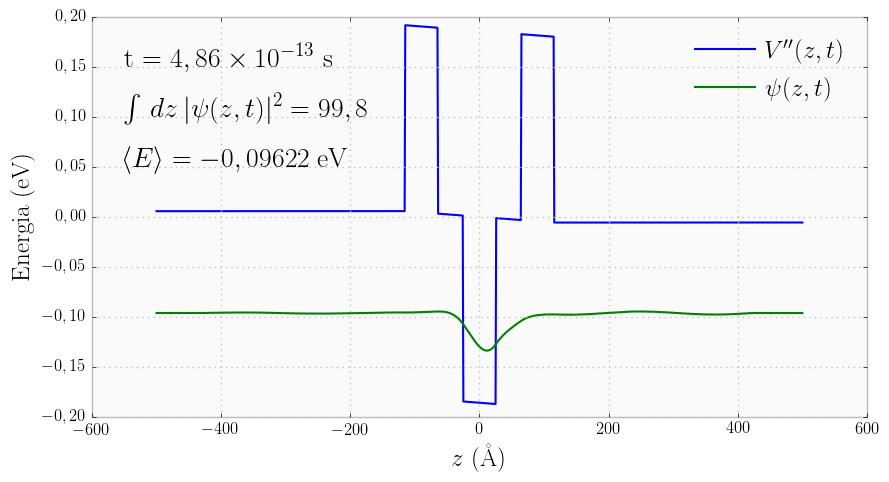 0,20
0,15
0,10
0,05
0,00
−0,05
−0,10
−0,15
−0,20
Energia (eV)
t = 4,86 × 10⁻¹³ s
∫ dz |ψ(z,t)|² = 99,8
⟨E⟩ = −0,09622 eV
V′′(z,t)
ψ(z,t)
−600
−400
−200
0
200
400
600
z (Å)